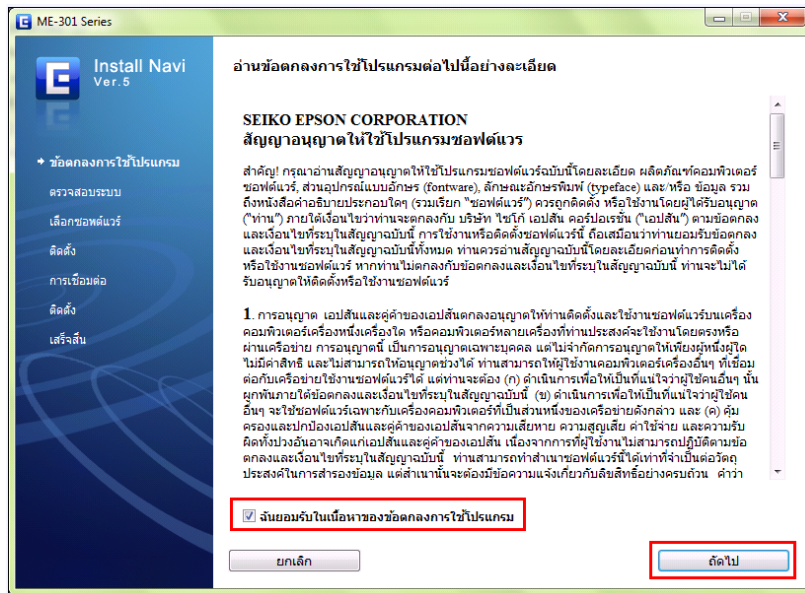 ME-301 Series
Install Navi
Ver.5
ข้อตกลงการใช้โปรแกรม
ตรวจสอบระบบ
เลือกซอฟต์แวร์
ติดตั้ง
การเชื่อมต่อ
ติดตั้ง
เสร็จสิ้น
อ่านข้อตกลงการใช้โปรแกรมต่อไปนี้อย่างละเอียด
SEIKO EPSON CORPORATION
สัญญาอนุญาตให้ใช้โปรแกรมซอฟต์แวร์
สำคัญ! กรุณาอ่านสัญญาอนุญาตให้ใช้โปรแกรมซอฟต์แวร์ฉบับนี้โดยละเอียด ผลิตภัณฑ์คอมพิวเตอร์
ซอฟต์แวร์, ส่วนอุปกรณ์แบบอักษร (fontware), ลักษณะอักษรพิมพ์ (typeface) และ/หรือ ข้อมูล รวม
ถึงหนังสือคำอธิบายประกอบใดๆ (รวมเรียก "ซอฟต์แวร์") ควรถูกติดตั้ง หรือใช้งานโดยผู้ได้รับอนุญาต
("ท่าน") ภายใต้เงื่อนไขว่าท่านจะตกลงกับ บริษัท ไซโก้ เอปสัน คอร์ปอเรชั่น ("เอปสัน") ตามข้อตกลง
และเงื่อนไขที่ระบุในสัญญาฉบับนี้ การใช้งานหรือติดตั้งซอฟต์แวร์นี้ ถือเสมือนว่าท่านยอมรับข้อตกลง
และเงื่อนไขที่ระบุในสัญญาฉบับนี้ทั้งหมด ท่านควรอ่านสัญญาฉบับนี้โดยละเอียดก่อนทำการติดตั้ง
หรือใช้งานซอฟต์แวร์ หากท่านไม่ตกลงกับข้อตกลงและเงื่อนไขที่ระบุในสัญญาฉบับนี้ ท่านจะไม่ได้
รับอนุญาตให้ติดตั้งหรือใช้งานซอฟต์แวร์
1. การอนุญาต เอปสันและคู่ค้าของเอปสันตกลงอนุญาตให้ท่านติดตั้งและใช้งานซอฟต์แวร์บนเครื่อง
คอมพิวเตอร์เครื่องหนึ่งเครื่องใด หรือคอมพิวเตอร์หลายเครื่องที่ท่านประสงค์จะใช้งานโดยตรงหรือ
ผ่านเครือข่าย การอนุญาตนี้ เป็นการอนุญาตเฉพาะบุคคล แต่ไม่จำกัดการอนุญาตให้เพียงผู้หนึ่งผู้ใด
ไม่มีค่าสิทธิ และไม่สามารถให้อนุญาตช่วงได้ ท่านสามารถให้ผู้ใช้งานคอมพิวเตอร์เครื่องอื่นๆ ที่เชื่อม
ต่อกับเครือข่ายใช้งานซอฟต์แวร์ได้ แต่ท่านจะต้อง (ก) ดำเนินการเพื่อให้เป็นที่แน่ใจว่าผู้ใช้คนอื่นๆ นั้น
ผูกพันภายใต้ข้อตกลงและเงื่อนไขที่ระบุในสัญญาฉบับนี้ (ข) ดำเนินการเพื่อให้เป็นที่แน่ใจว่าผู้ใช้คน
อื่นๆ จะใช้ซอฟต์แวร์เฉพาะกับเครื่องคอมพิวเตอร์ที่เป็นส่วนหนึ่งของเครือข่ายดังกล่าว และ (ค) คุ้ม
ครองและปกป้องเอปสันและคู่ค้าของเอปสันจากความเสียหาย ความสูญเสีย ค่าใช้จ่าย และความรับ
ผิดทั้งปวงอันอาจเกิดแก่เอปสันและคู่ค้าของเอปสัน เนื่องจากการที่ผู้ใช้งานไม่สามารถปฏิบัติตามข้อ
ตกลงและเงื่อนไขที่ระบุในสัญญาฉบับนี้ ท่านสามารถทำสำเนาซอฟต์แวร์นี้ได้เท่าที่จำเป็นต่อวัตถุ
ประสงค์ในการสำรองข้อมูล แต่สำเนานั้นจะต้องมีข้อความแจ้งเกี่ยวกับลิขสิทธิ์อย่างครบถ้วน คำว่า
ฉันยอมรับในเนื้อหาของข้อตกลงการใช้โปรแกรม
ยกเลิก
ถัดไป